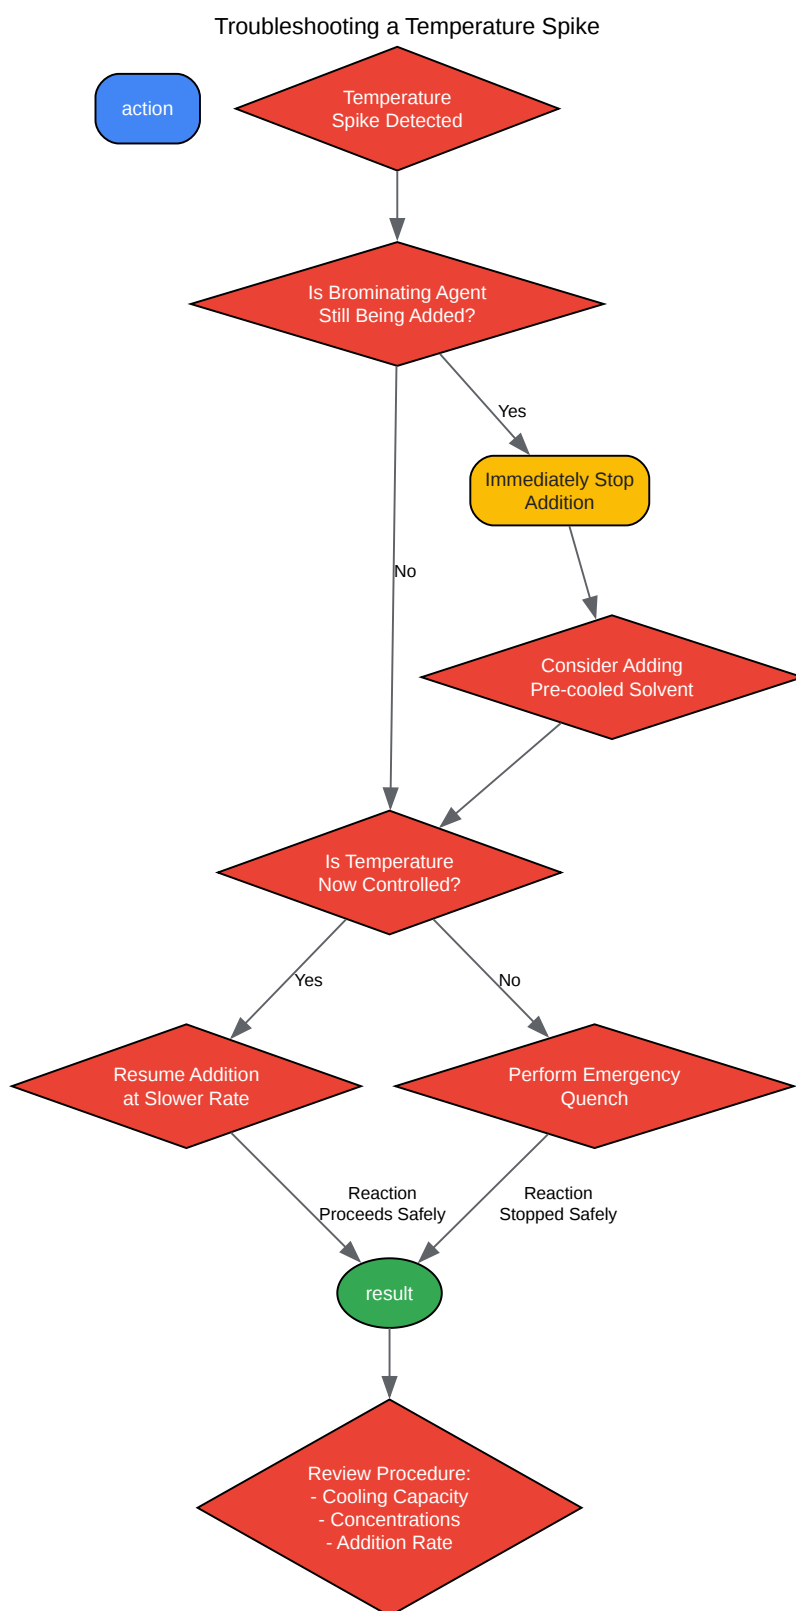 Troubleshooting a Temperature Spike
action
Temperature
Spike Detected
Is Brominating Agent
Still Being Added?
Yes
Immediately Stop
Addition
No
Consider Adding
Pre-cooled Solvent
Is Temperature
Now Controlled?
Yes
No
Resume Addition
at Slower Rate
Perform Emergency
Quench
Reaction
Proceeds Safely
Reaction
Stopped Safely
result
Review Procedure:
- Cooling Capacity
- Concentrations
- Addition Rate